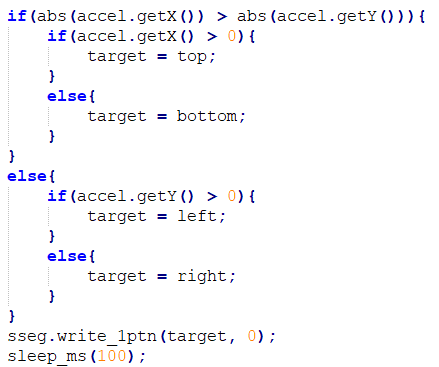 if(abs(accel.getX()) > abs(accel.getY())){
    if(accel.getX() > 0){
        target = top;
    }
    else{
        target = bottom;
    }
}
else{
    if(accel.getY() > 0){
        target = left;
    }
    else{
        target = right;
    }
}
sseg.write_1ptn(target, 0);
sleep_ms(100);